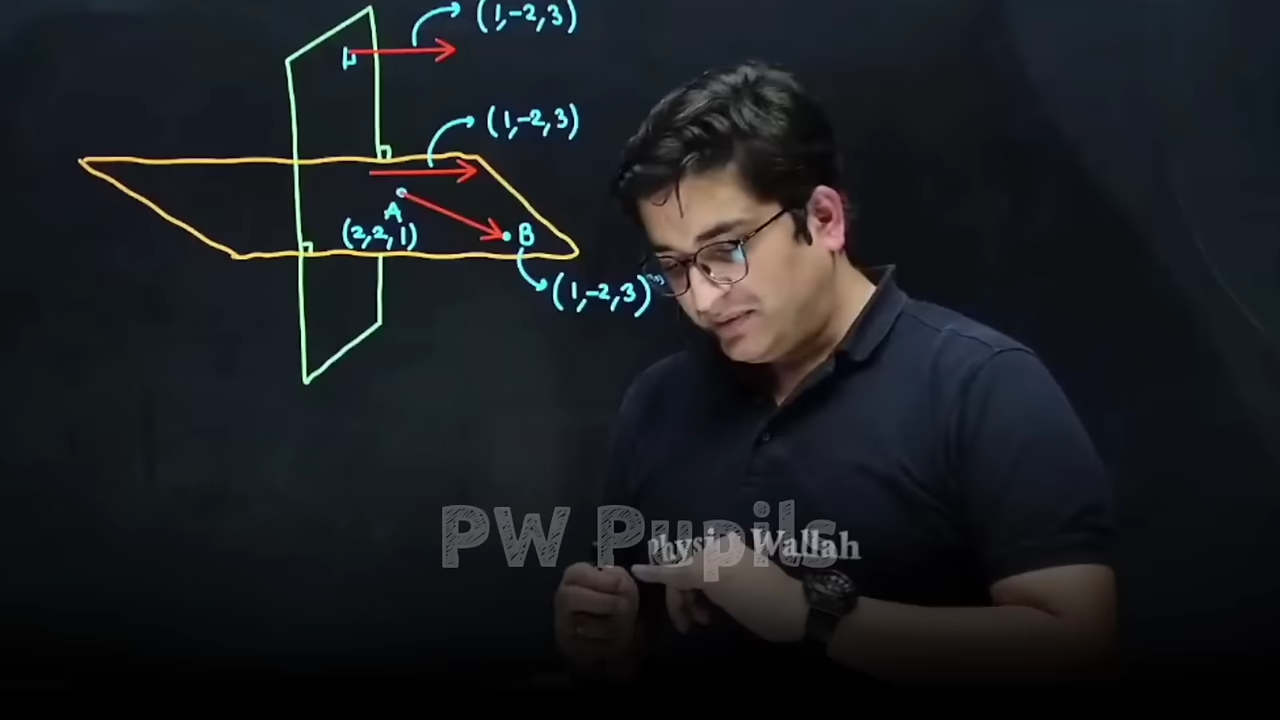 (1,-2,3)
(1,-2,3)
A
(2,2,1)
B
(1,-2,3)
PW Pupils
Physics Wallah